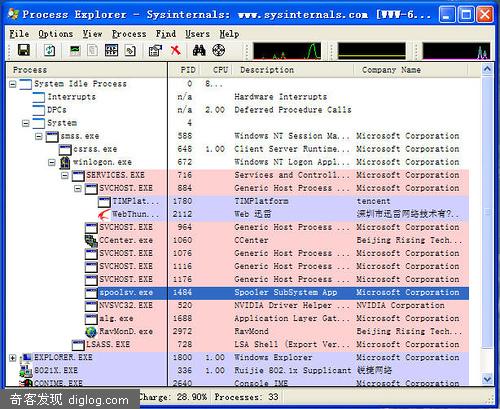 Process Explorer - Sysinternals: www.sysinternals.com [WWW-6...
File Options View Process Find Users Help
Process PID CPU Description Company Name
System Idle Process 0 8...
Interrupts n/a Hardware Interrupts
DPCs n/a 2.00 Deferred Procedure Calls
System 4
smss.exe 588 Windows NT Session Ma... Microsoft Corporation
csrss.exe 648 1.00 Client Server Runtime... Microsoft Corporation
winlogon.exe 672 Windows NT Logon Appl... Microsoft Corporation
SERVICES.EXE 716 Services and Controll... Microsoft Corporation
SVCHOST.EXE 884 Generic Host Process ... Microsoft Corporation
TIMPlat... 1780 TIMPlatform tencent
WebThun... 2112 Web 迅雷 深圳市迅雷网络技术有?..
SVCHOST.EXE 964 Generic Host Process ... Microsoft Corporation
CCenter.exe 1060 CCenter Beijing Rising Tech...
SVCHOST.EXE 1076 Generic Host Process ... Microsoft Corporation
SVCHOST.EXE 1116 Generic Host Process ... Microsoft Corporation
SVCHOST.EXE 1176 Generic Host Process ... Microsoft Corporation
spoolsv.exe 1484 Spooler SubSystem App Microsoft Corporation
NVSVC32.EXE 520 NVIDIA Driver Helper ... NVIDIA Corporation
alg.exe 1688 Application Layer Gat... Microsoft Corporation
RavMonD.EXE 2972 RavMond Beijing Rising Tech...
LSASS.EXE 728 LSA Shell (Export Ver... Microsoft Corporation
EXPLORER.EXE 1800 1.00 Windows Explorer Microsoft Corporation
8021X.EXE 336 1.00 Ruijie 802.1x Supplicant 锐捷网络
CONIME.EXE 2640 Console IME Microsoft Corporation
Charge: 28.90% Processes: 33
奇客发现 diglog.com